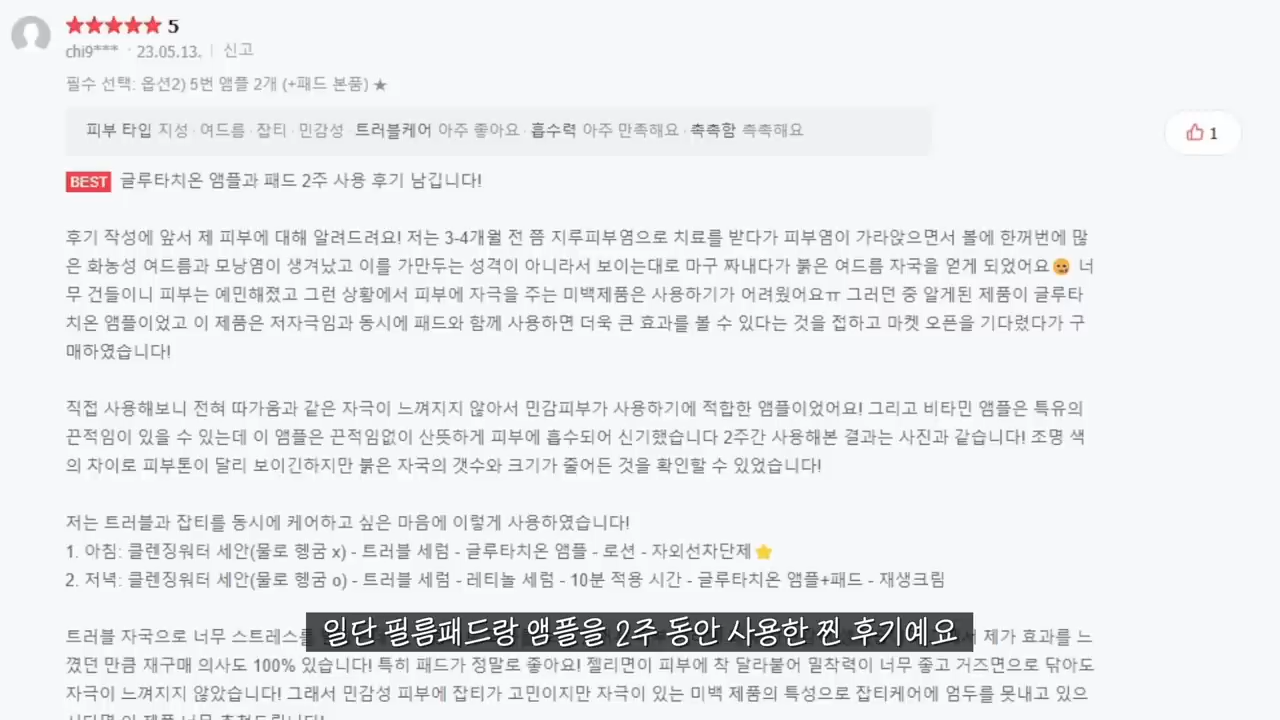 ★★★★★ 5
chi9*** · 23.05.13. | 신고
필수 선택: 옵션2) 5번 앰플 2개 (+패드 본품) ★
피부 타입 지성 · 여드름 · 잡티 · 민감성 트러블케어 아주 좋아요 · 흡수력 아주 만족해요 · 촉촉함 촉촉해요
1
BEST 글루타치온 앰플과 패드 2주 사용 후기 남깁니다!
후기 작성에 앞서 제 피부에 대해 알려드려요! 저는 3-4개월 전 쯤 지루피부염으로 치료를 받다가 피부염이 가라앉으면서 볼에 한꺼번에 많
은 화농성 여드름과 모낭염이 생겨났고 이를 가만두는 성격이 아니라서 보이는대로 마구 짜내다가 붉은 여드름 자국을 얻게 되었어요 너
무 건들이니 피부는 예민해졌고 그런 상황에서 피부에 자극을 주는 미백제품은 사용하기가 어려웠어요ㅠ 그러던 중 알게된 제품이 글루타
치온 앰플이었고 이 제품은 저자극임과 동시에 패드와 함께 사용하면 더욱 큰 효과를 볼 수 있다는 것을 접하고 마켓 오픈을 기다렸다가 구
매하였습니다!
직접 사용해보니 전혀 따가움과 같은 자극이 느껴지지 않아서 민감피부가 사용하기에 적합한 앰플이었어요! 그리고 비타민 앰플은 특유의
끈적임이 있을 수 있는데 이 앰플은 끈적임없이 산뜻하게 피부에 흡수되어 신기했습니다 2주간 사용해본 결과는 사진과 같습니다! 조명 색
의 차이로 피부톤이 달리 보이긴하지만 붉은 자국의 갯수와 크기가 줄어든 것을 확인할 수 있었습니다!
저는 트러블과 잡티를 동시에 케어하고 싶은 마음에 이렇게 사용하였습니다!
1. 아침: 클렌징워터 세안(물로 헹굼 x) - 트러블 세럼 - 글루타치온 앰플 - 로션 - 자외선자단제⭐
2. 저녁: 클렌징워터 세안(물로 헹굼 o) - 트러블 세럼 - 레티놀 세럼 - 10분 적용 시간 - 글루타치온 앰플+패드 - 재생크림
트러블 자국으로 너무 스트레스를 제가 효과를 느
일단 필름패드랑 앰플을 2주 동안 사용한 찐 후기예요
꼈던 만큼 재구매 의사도 100% 있습니다! 특히 패드가 정말로 좋아요! 젤리면이 피부에 착 달라붙어 밀착력이 너무 좋고 거즈면으로 닦아도
자극이 느껴지지 않았습니다! 그래서 민감성 피부에 잡티가 고민이지만 자극이 있는 미백 제품의 특성으로 잡티케어에 엄두를 못내고 있으